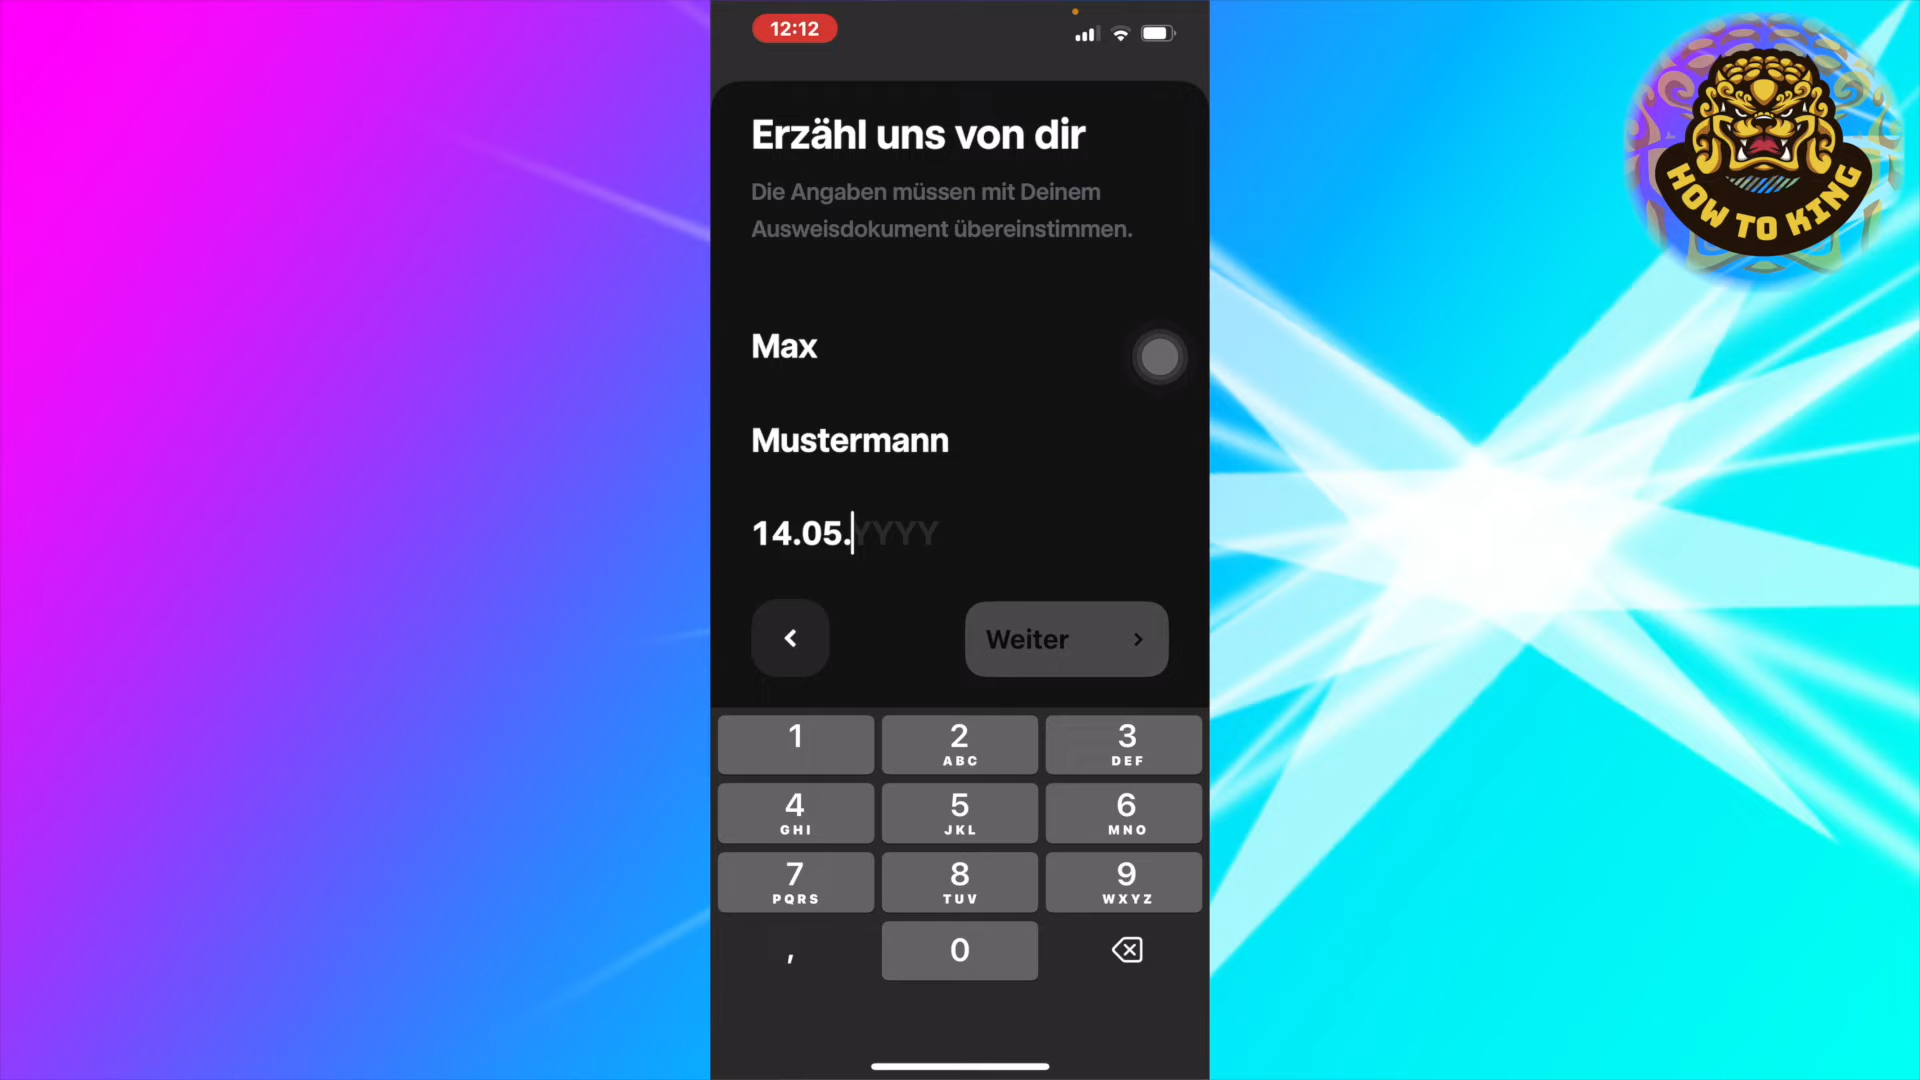 12:12
HOW TO KING
Erzähl uns von dir
Die Angaben müssen mit Deinem
Ausweisdokument übereinstimmen.
Max
Mustermann
14.05.YYYY
Weiter
1 2 3
ABC DEF
4 5 6
GHI JKL MNO
7 8 9
PQRS TUV WXYZ
, 0